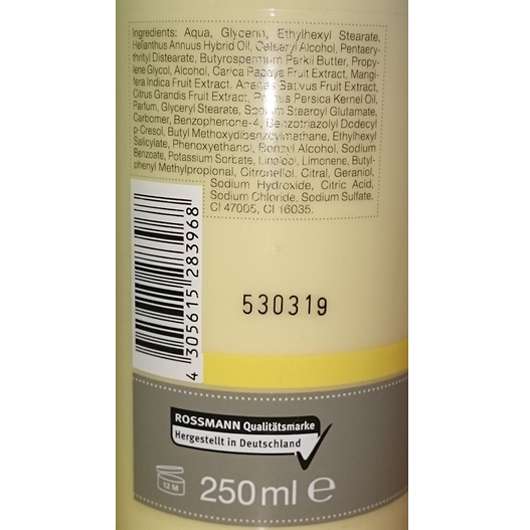 Ingredients: Aqua, Glycerin, Ethylhexyl Stearate,
Helianthus Annuus Hybrid Oil, Cetearyl Alcohol, Pentaery-
thrityl Distearate, Butyrospermum Parkii Butter, Propy-
lene Glycol, Alcohol, Carica Papaya Fruit Extract, Mangi-
fera Indica Fruit Extract, Ananas Sativus Fruit Extract,
Citrus Grandis Fruit Extract, Prunus Persica Kernel Oil,
Parfum, Glyceryl Stearate, Sodium Stearoyl Glutamate,
Carbomer, Benzophenone-4, Benzotriazolyl Dodecyl
p-Cresol, Butyl Methoxydibenzoylmethane, Ethylhexyl
Salicylate, Phenoxyethanol, Benzyl Alcohol, Sodium
Benzoate, Potassium Sorbate, Linalool, Limonene, Butyl-
phenyl Methylpropional, Citronellol, Citral, Geraniol,
Sodium Hydroxide, Citric Acid,
Sodium Chloride, Sodium Sulfate,
CI 47005, CI 16035.
4 305615 283968
530319
ROSSMANN Qualitätsmarke
Hergestellt in Deutschland
12 M
250 ml e